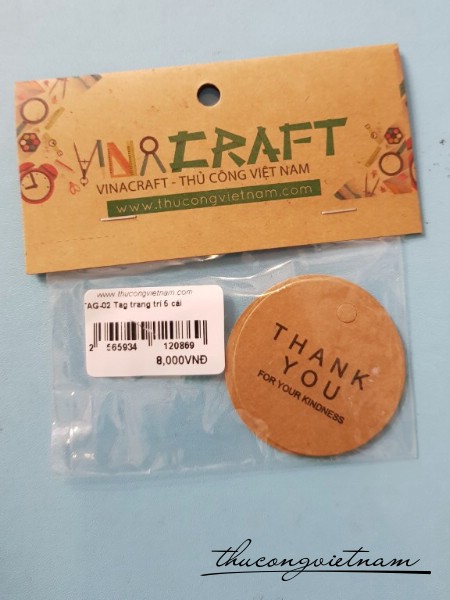 VINACRAFT
VINACRAFT - THỦ CÔNG VIỆT NAM
www.thucongvietnam.com
www.thucongvietnam.com
TAG-02 Tag trang trí 5 cái
2 565934 120869
8,000VNĐ
THANK
YOU
FOR YOUR KINDNESS
thucongvietnam